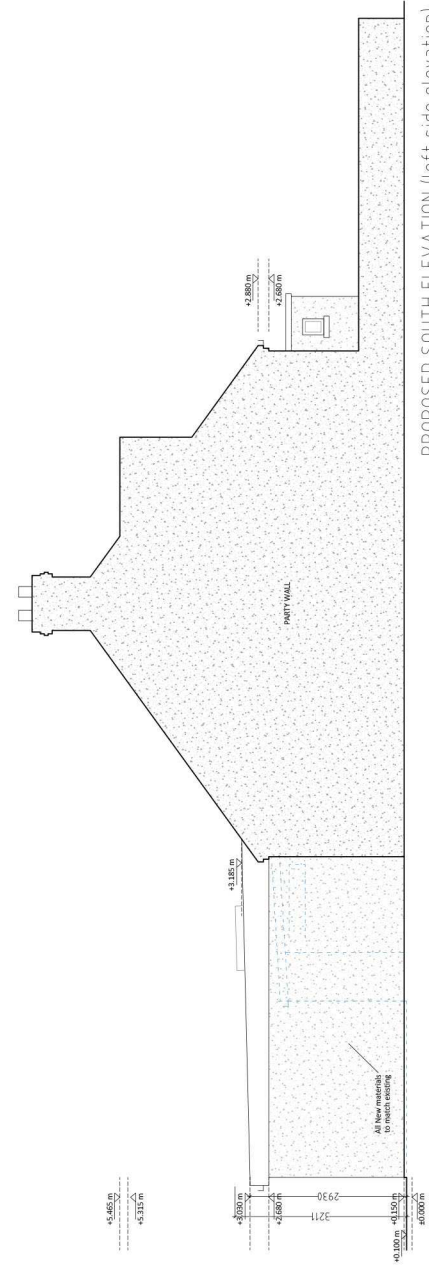 PROPOSED SOUTH ELEVATION (left side elevation)
+5.465 m
+5.315 m
+3.030 m
+2.680 m
3211
2930
+0.150 m
±0.000 m
+0.100 m
All New materials
to match existing
+3.185 m
PARTY WALL
+2.880 m
+2.680 m